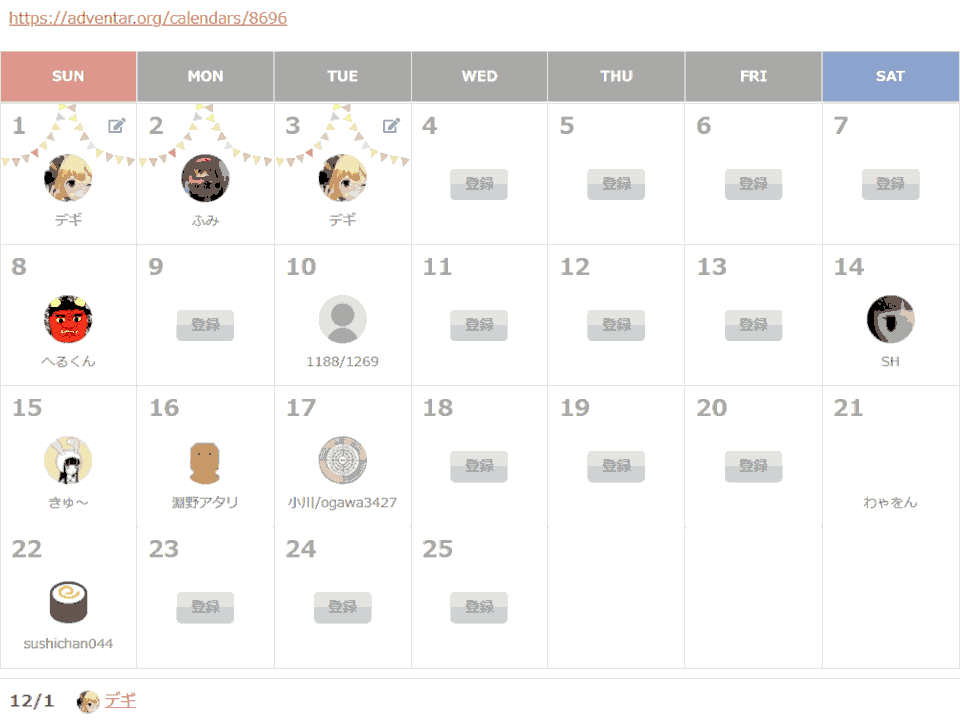 https://adventar.org/calendars/8696
SUN MON TUE WED THU FRI SAT
1 2 3 4 5 6 7
登録 登録 登録 登録
デギ ふみ デギ
8 9 10 11 12 13 14
登録 登録 登録 登録
へるくん 1188/1269 SH
15 16 17 18 19 20 21
登録 登録 登録
きゅ〜 淵野アタリ 小川/ogawa3427 わゃをん
22 23 24 25
登録 登録 登録
sushichan044
12/1 デギ